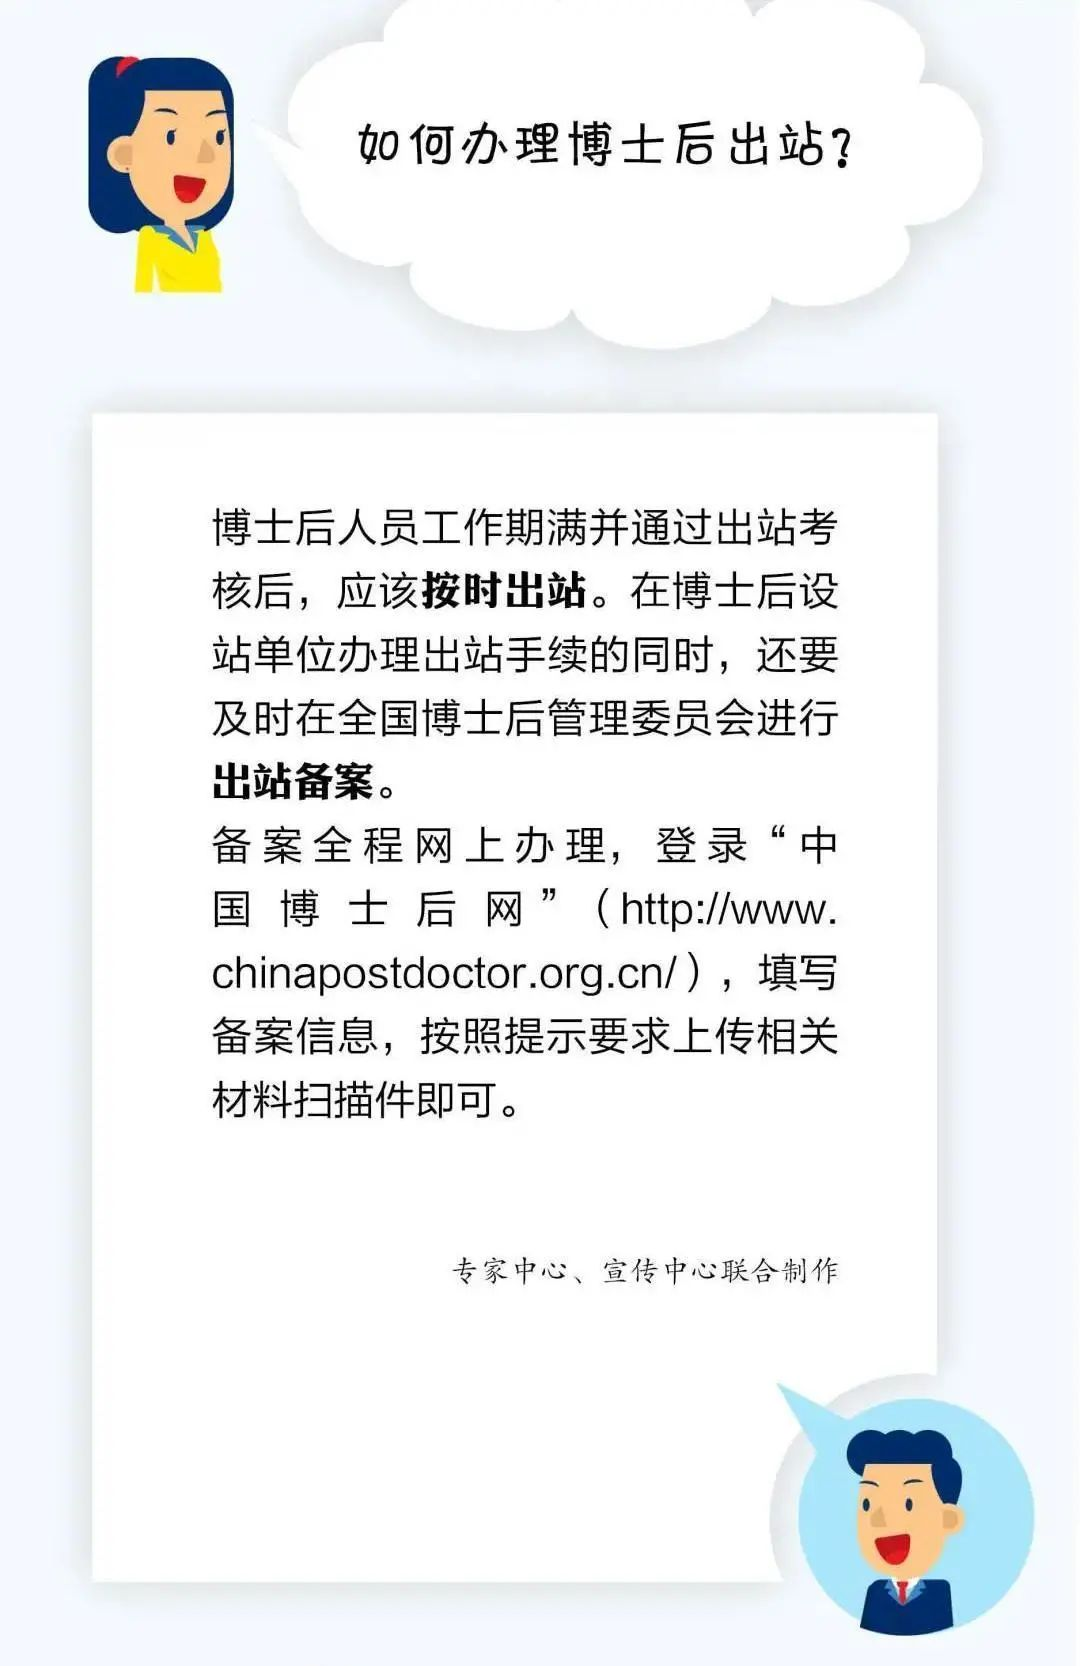 如何办理博士后出站?
博士后人员工作期满并通过出站考
核后，应该按时出站。在博士后设
站单位办理出站手续的同时，还要
及时在全国博士后管理委员会进行
出站备案。
备案全程网上办理，登录“中
国博士后网”（http://www.
chinapostdoctor.org.cn/），填写
备案信息，按照提示要求上传相关
材料扫描件即可。
专家中心、宣传中心联合制作